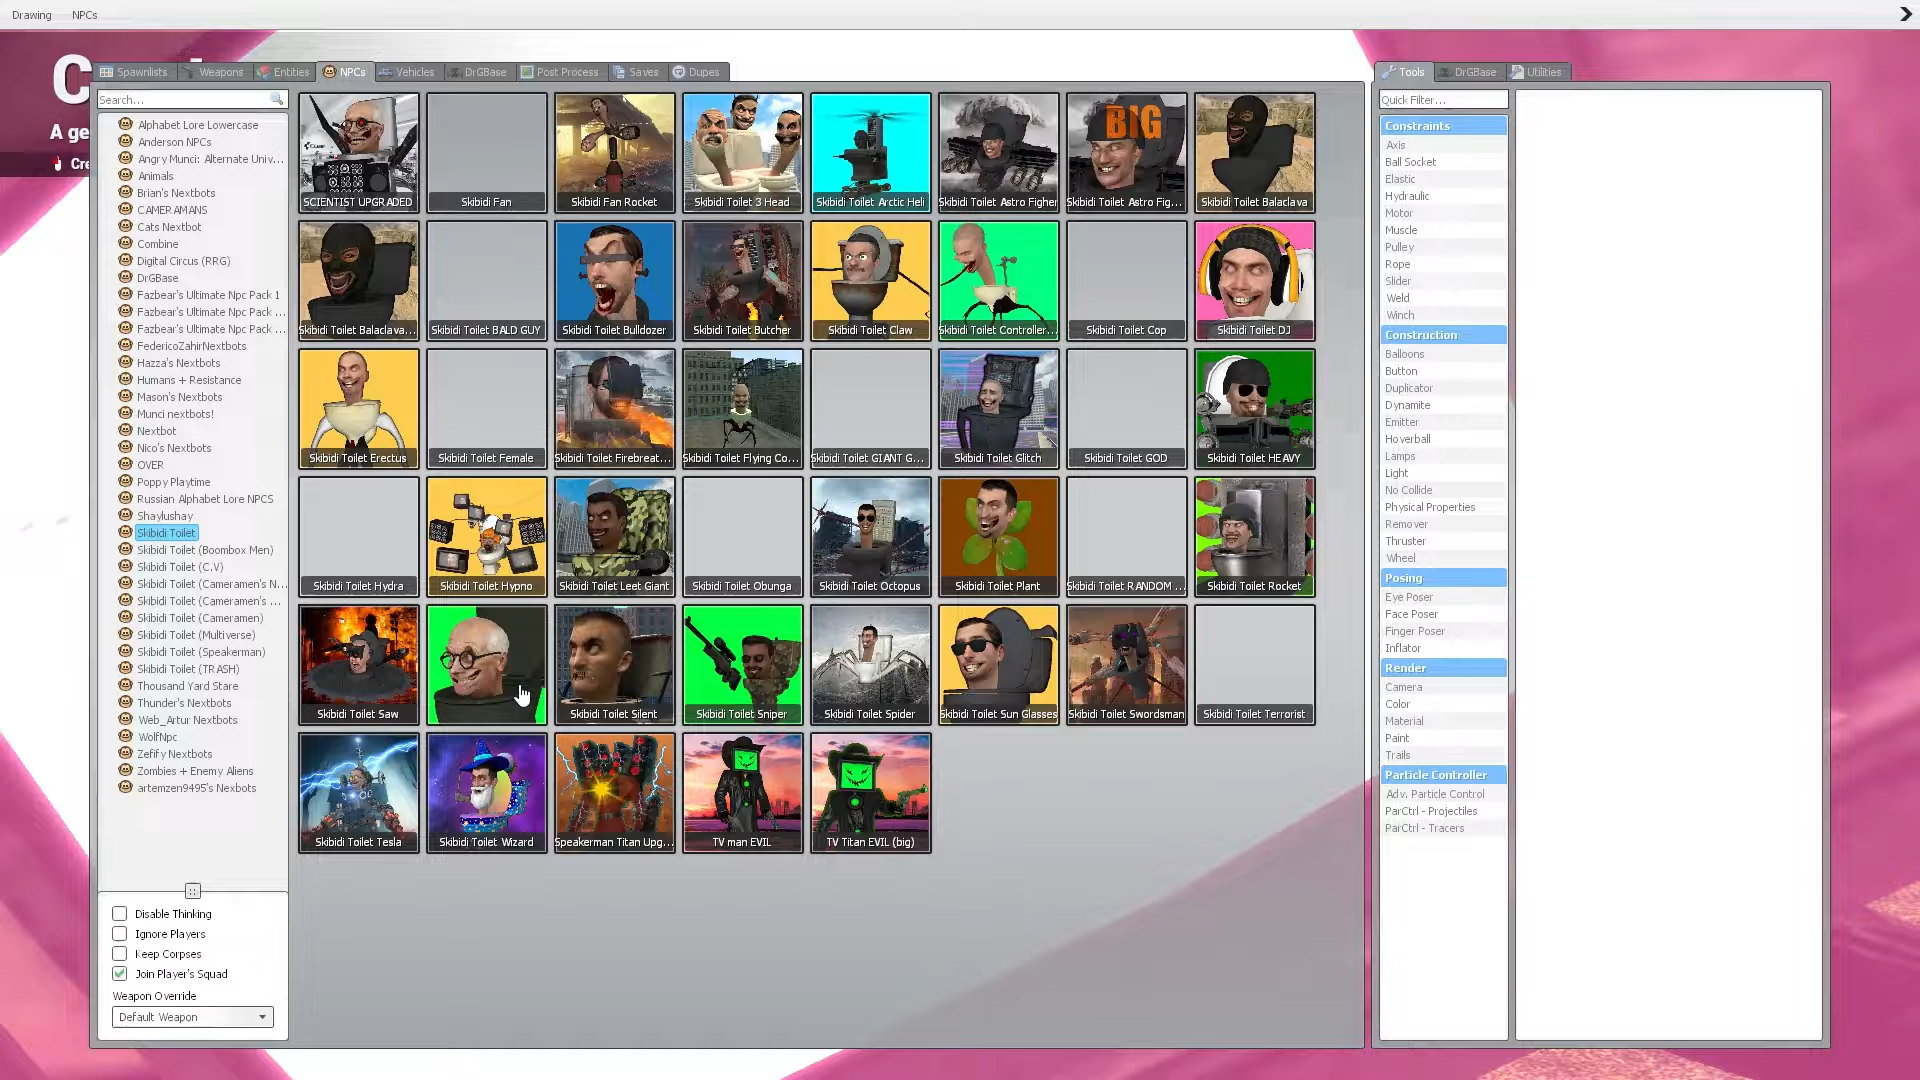 Drawing NPCs
C
A ge
Cre
Spawnlists Weapons Entities NPCs Vehicles DrGBase Post Process Saves Dupes
Search...
Alphabet Lore Lowercase
Anderson NPCs
Angry Munci: Alternate Univ...
Animals
Brian's Nextbots
CAMERAMANS
Cats Nextbot
Combine
Digital Circus (RRG)
DrGBase
Fazbear's Ultimate Npc Pack 1
Fazbear's Ultimate Npc Pack ...
Fazbear's Ultimate Npc Pack ...
FedericoZahirNextbots
Hazza's Nextbots
Humans + Resistance
Mason's Nextbots
Munci nextbots!
Nextbot
Nico's Nextbots
OVER
Poppy Playtime
Russian Alphabet Lore NPCS
Shaylushay
Skibidi Toilet
Skibidi Toilet (Boombox Men)
Skibidi Toilet (C.V)
Skibidi Toilet (Cameramen's N...
Skibidi Toilet (Cameramen's ...
Skibidi Toilet (Cameramen)
Skibidi Toilet (Multiverse)
Skibidi Toilet (Speakerman)
Skibidi Toilet (TRASH)
Thousand Yard Stare
Thunder's Nextbots
Web_Artur Nextbots
WolfNpc
Zefify Nextbots
Zombies + Enemy Aliens
artemzen9495's Nexbots
Disable Thinking
Ignore Players
Keep Corpses
Join Player's Squad
Weapon Override
Default Weapon
BIG
SCIENTIST UPGRADED Skibidi Fan Skibidi Fan Rocket Skibidi Toilet 3 Head Skibidi Toilet Arctic Heli Skibidi Toilet Astro Figher Skibidi Toilet Astro Fig... Skibidi Toilet Balaclava
Skibidi Toilet Balaclava... Skibidi Toilet BALD GUY Skibidi Toilet Bulldozer Skibidi Toilet Butcher Skibidi Toilet Claw Skibidi Toilet Controller... Skibidi Toilet Cop Skibidi Toilet DJ
Skibidi Toilet Erectus Skibidi Toilet Female Skibidi Toilet Firebreat... Skibidi Toilet Flying Co... Skibidi Toilet GIANT G... Skibidi Toilet Glitch Skibidi Toilet GOD Skibidi Toilet HEAVY
Skibidi Toilet Hydra Skibidi Toilet Hypno Skibidi Toilet Leet Giant Skibidi Toilet Obunga Skibidi Toilet Octopus Skibidi Toilet Plant Skibidi Toilet RANDOM ... Skibidi Toilet Rocket
Skibidi Toilet Saw Skibidi Toilet Silent Skibidi Toilet Sniper Skibidi Toilet Spider Skibidi Toilet Sun Glasses Skibidi Toilet Swordsman Skibidi Toilet Terrorist
Skibidi Toilet Tesla Skibidi Toilet Wizard Speakerman Titan Upg... TV man EVIL TV Titan EVIL (big)
Tools DrGBase Utilities
Quick Filter...
Constraints
Axis
Ball Socket
Elastic
Hydraulic
Motor
Muscle
Pulley
Rope
Slider
Weld
Winch
Construction
Balloons
Button
Duplicator
Dynamite
Emitter
Hoverball
Lamps
Light
No Collide
Physical Properties
Remover
Thruster
Wheel
Posing
Eye Poser
Face Poser
Finger Poser
Inflator
Render
Camera
Color
Material
Paint
Trails
Particle Controller
Adv. Particle Control
ParCtrl - Projectiles
ParCtrl - Tracers